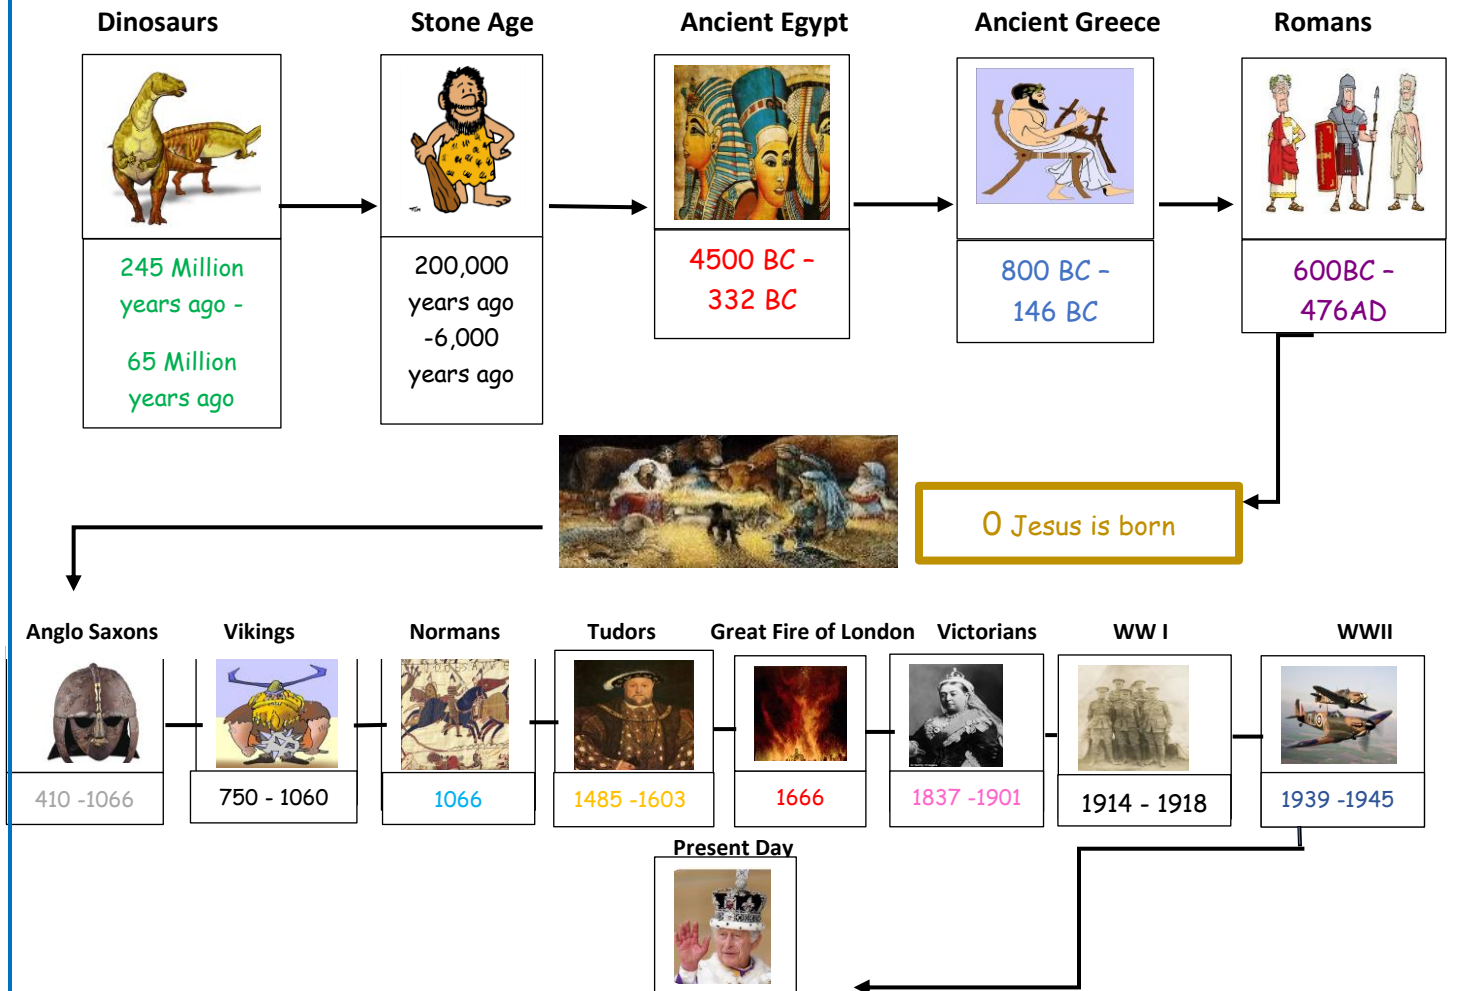 Dinosaurs
Stone Age
Ancient Egypt
Ancient Greece
Romans
245 Million
years ago -
65 Million
years ago
200,000
years ago
-6,000
years ago
4500 BC –
332 BC
800 BC –
146 BC
600BC –
476AD
0 Jesus is born
Anglo Saxons
Vikings
Normans
Tudors
Great Fire of London
Victorians
WW I
WWII
410 -1066
750 - 1060
1066
1485 -1603
1666
1837 -1901
1914 - 1918
1939 -1945
Present Day